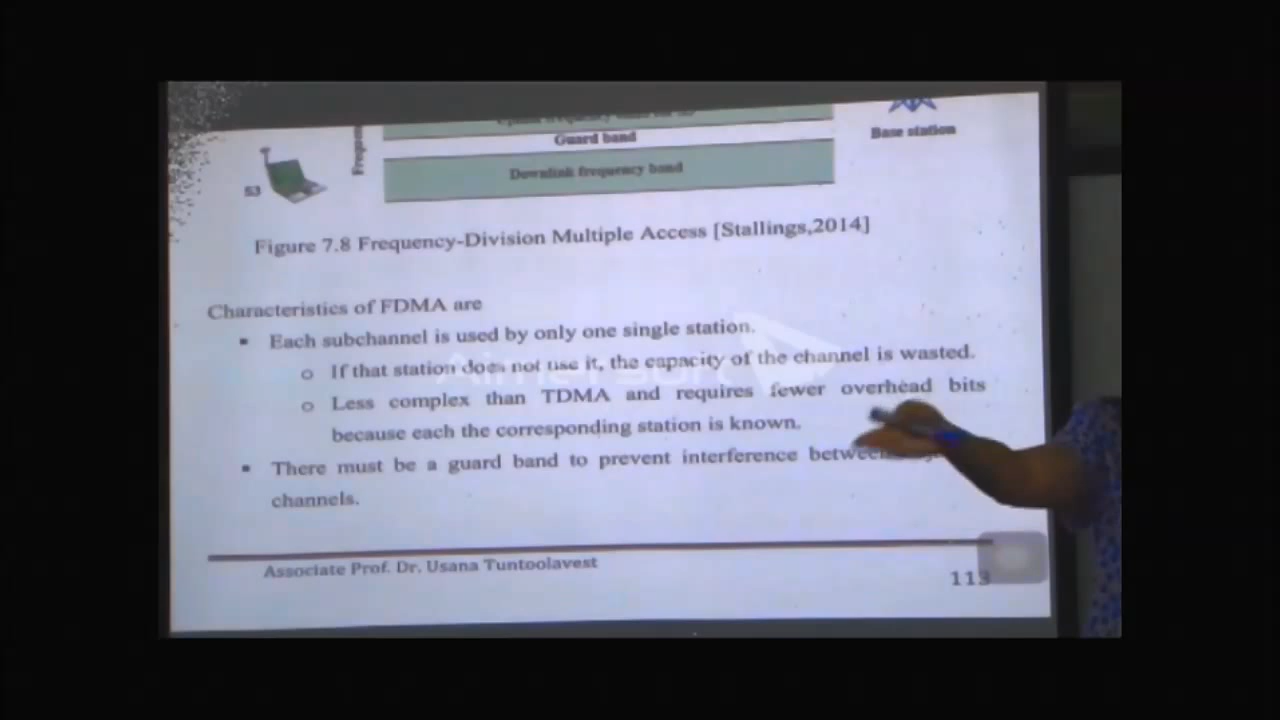 Guard band
Base station
Downlink frequency band
S3
Figure 7.8 Frequency-Division Multiple Access [Stallings,2014]
Characteristics of FDMA are
▪ Each subchannel is used by only one single station.
o If that station does not use it, the capacity of the channel is wasted.
o Less complex than TDMA and requires fewer overhead bits
because each the corresponding station is known.
▪ There must be a guard band to prevent interference
channels.
Associate Prof. Dr. Usana Tuntoolavest
113